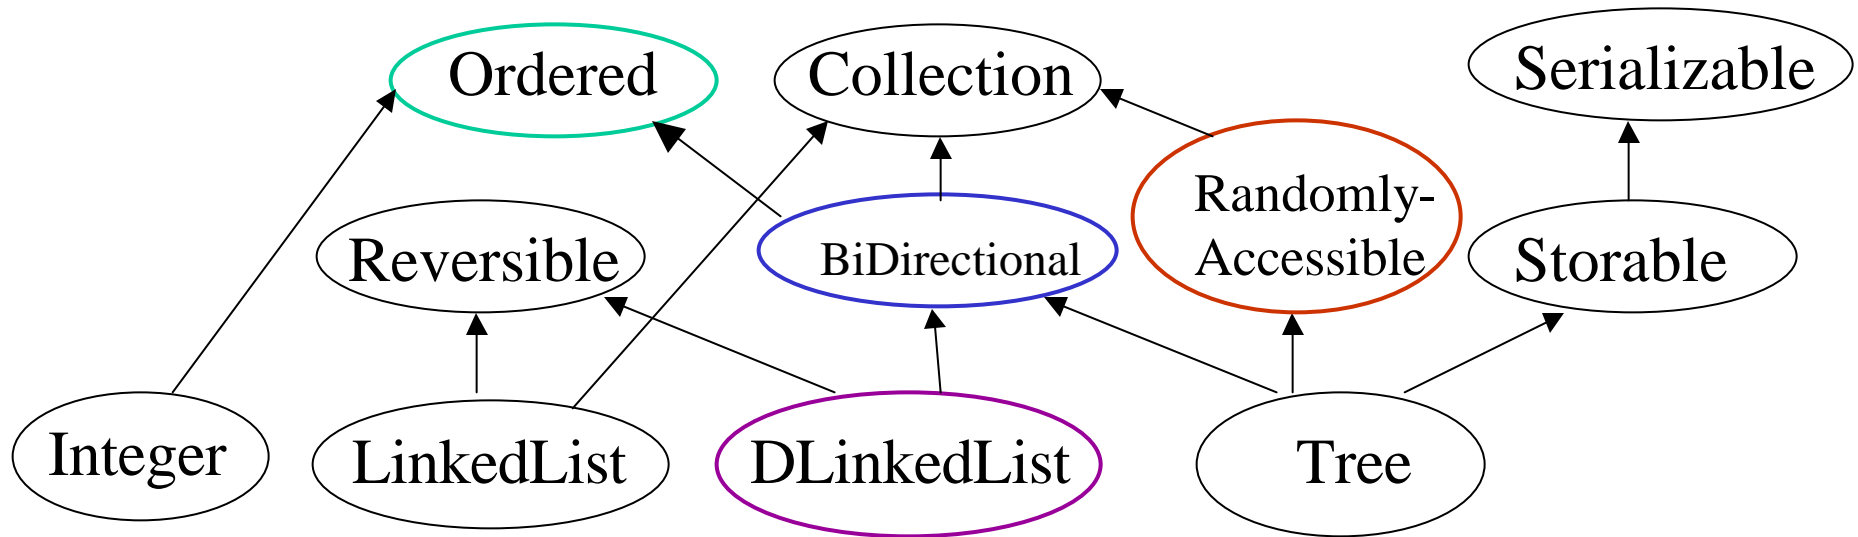 Ordered
Collection
Serializable
Reversible
BiDirectional
Randomly-
Accessible
Storable
Integer
LinkedList
DLinkedList
Tree